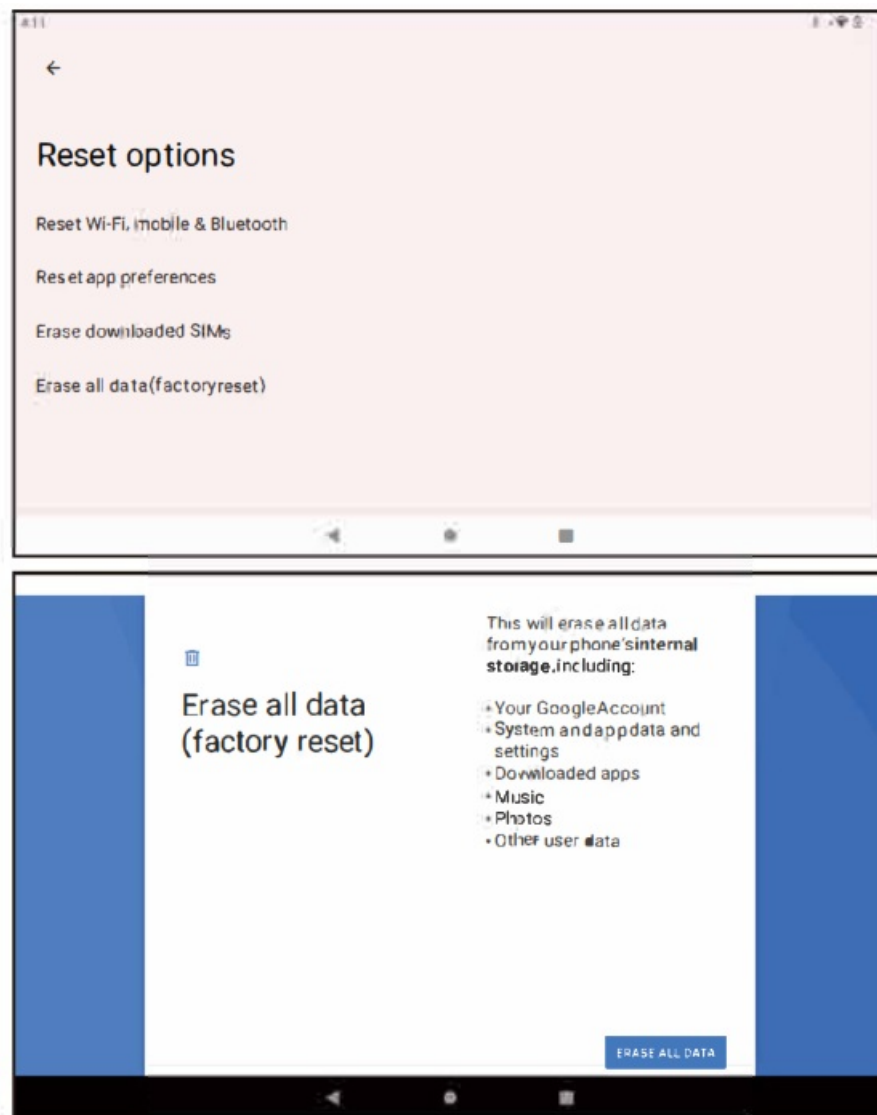 4:11
Reset options
Reset Wi-Fi, mobile & Bluetooth
Reset app preferences
Erase downloaded SIMs
Erase all data(factoryreset)
Erase all data
(factory reset)
This will erase all data
from your phone's internal
storage, including:
• Your Google Account
• System and app data and
settings
• Downloaded apps
• Music
• Photos
• Other user data
ERASE ALL DATA